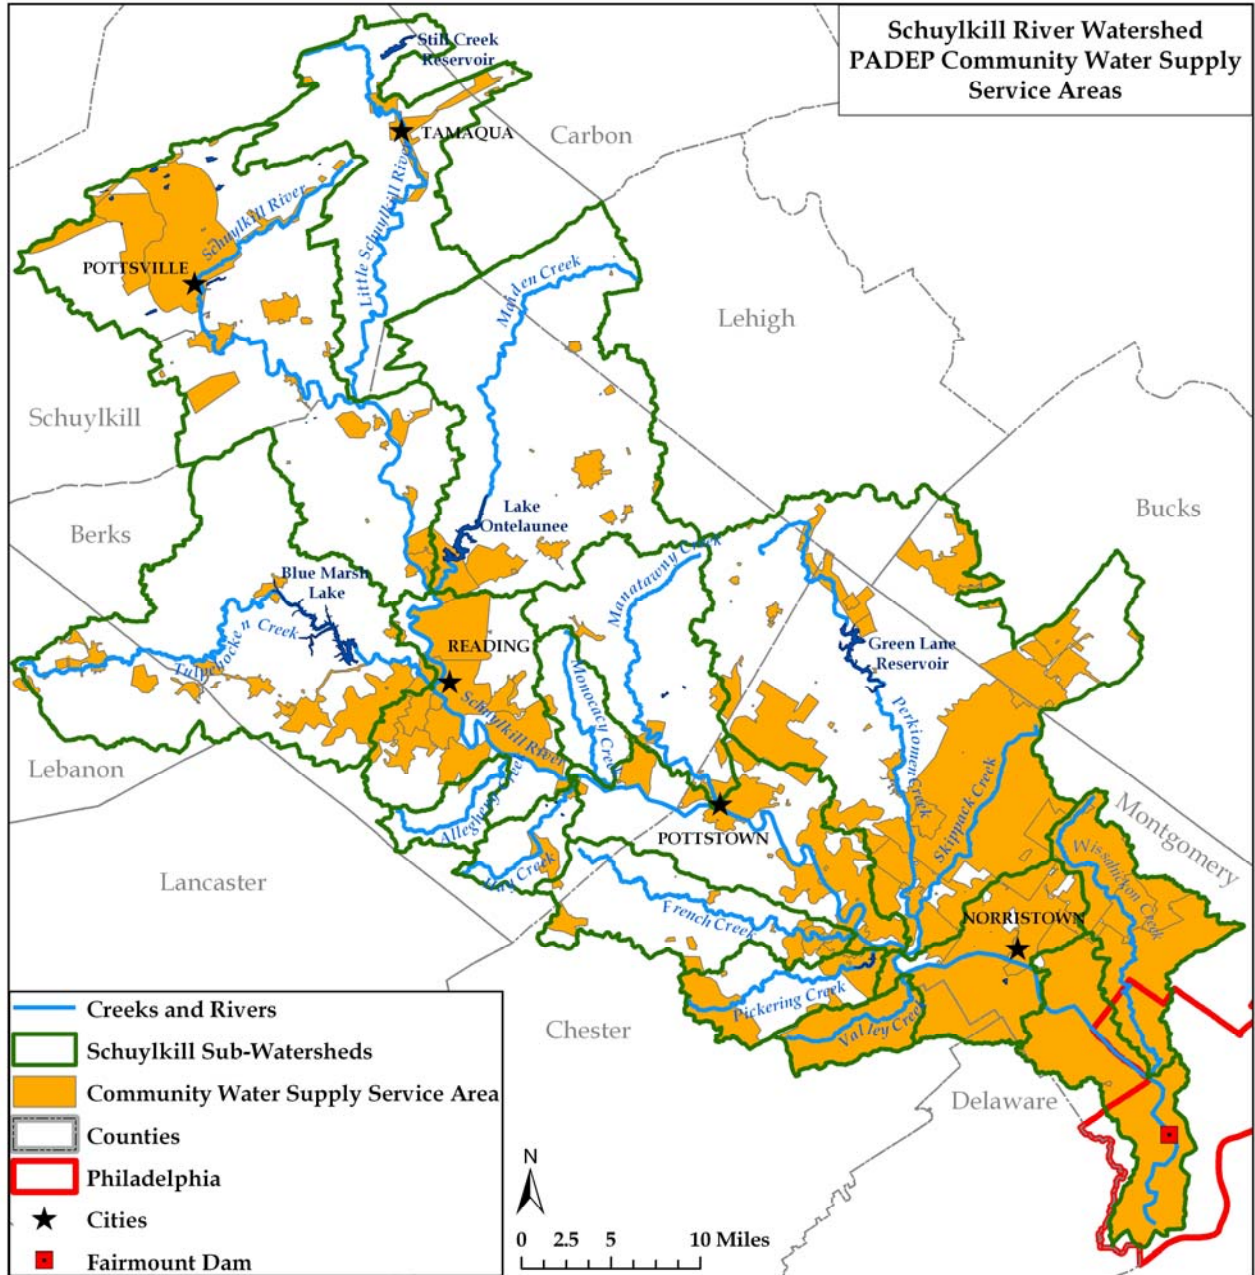 Schuylkill River Watershed
PADEP Community Water Supply
Service Areas
Still Creek
Reservoir
TAMAQUA
Carbon
Schuylkill River
Little Schuylkill River
POTTSVILLE
Maiden Creek
Lehigh
Schuylkill
Lake
Ontelaunee
Bucks
Berks
Manatawny Creek
Blue Marsh
Lake
Tulpehocken Creek
READING
Green Lane
Reservoir
Monocacy Creek
Schuylkill River
Perkiomen Creek
Lebanon
Allegheny Creek
Skippack Creek
Montgomery
POTTSTOWN
Wissahickon Creek
Hay Creek
Lancaster
French Creek
NORRISTOWN
Pickering Creek
Chester
Valley Creek
Delaware
Creeks and Rivers
Schuylkill Sub-Watersheds
Community Water Supply Service Area
Counties
Philadelphia
Cities
Fairmount Dam
N
0 2.5 5 10 Miles